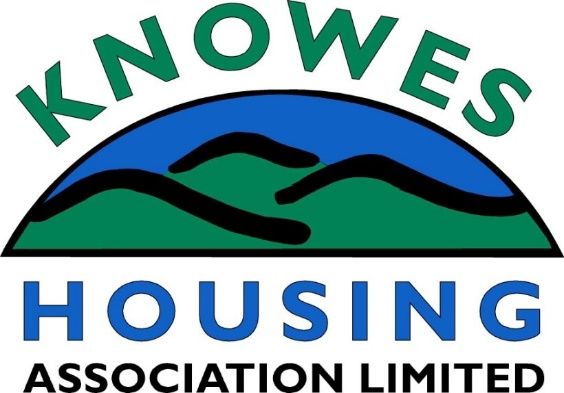 KNOWES
HOUSING
ASSOCIATION LIMITED